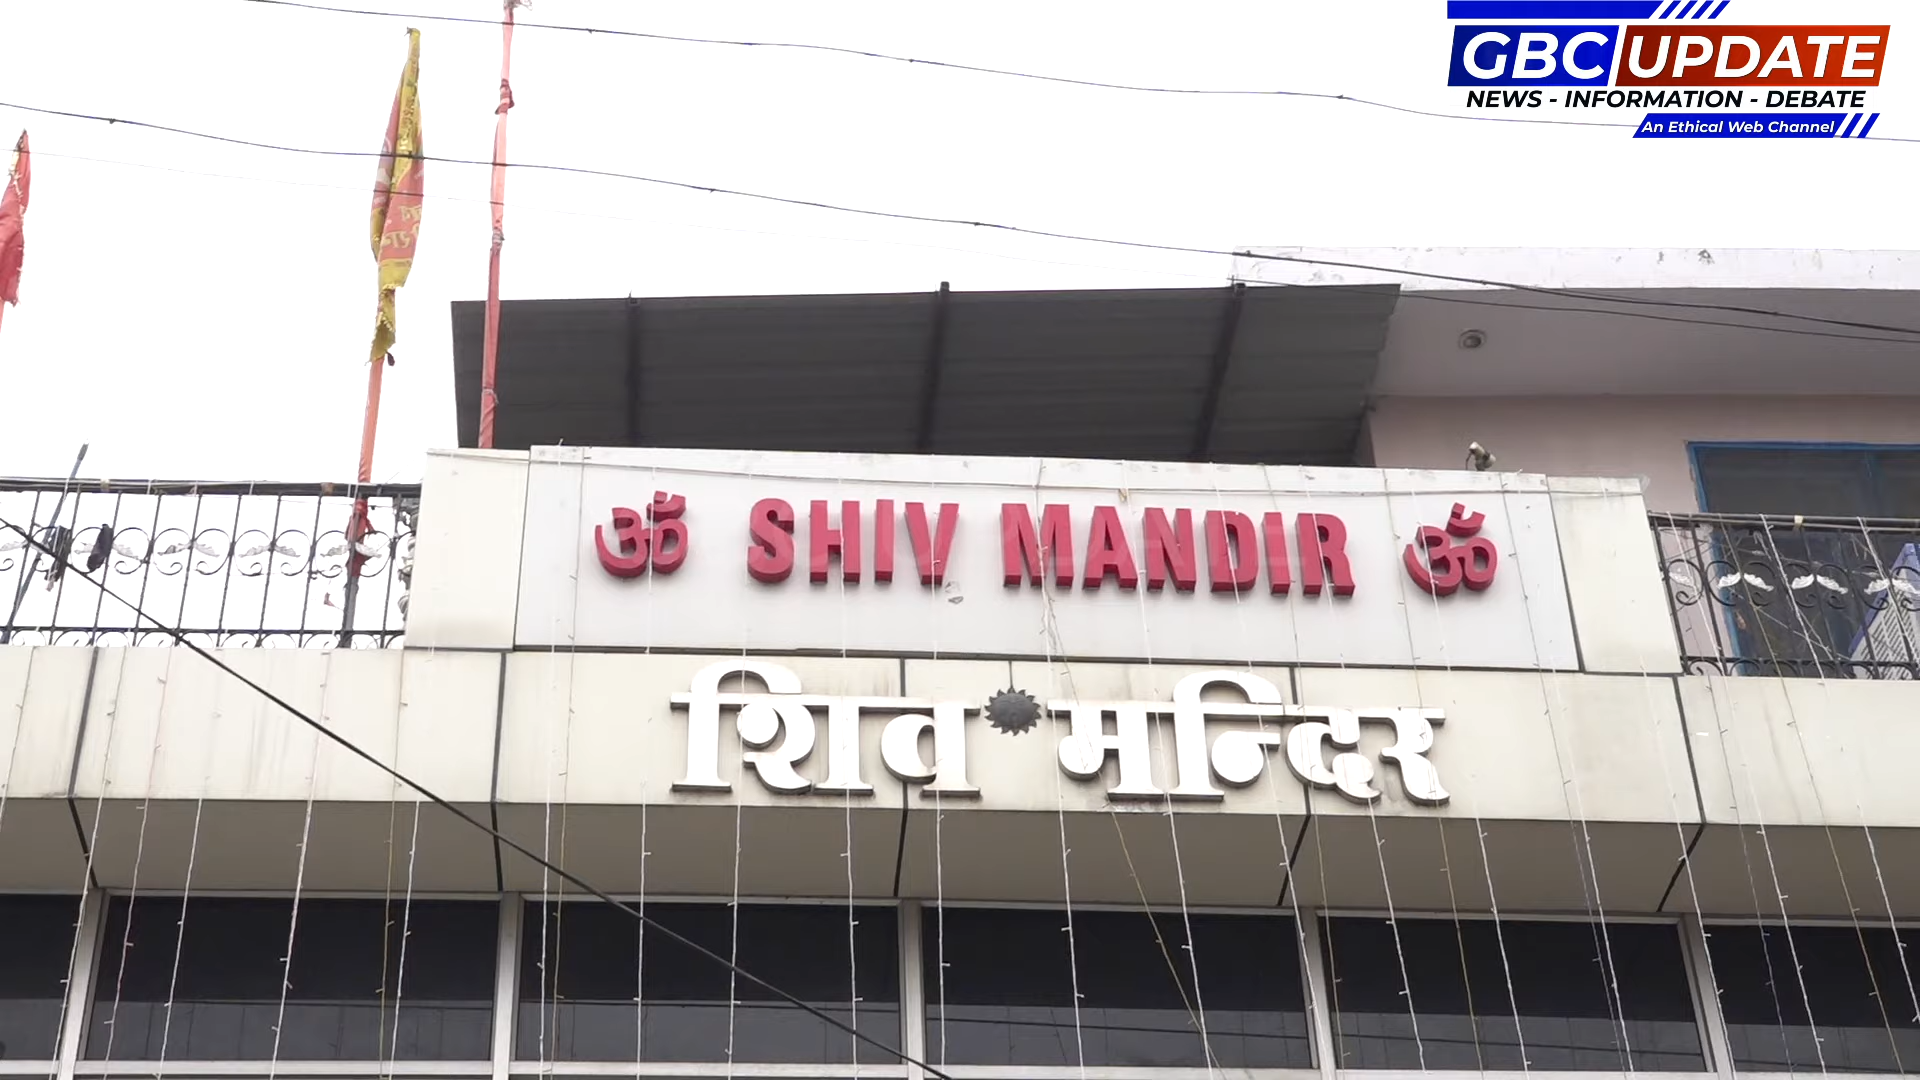 GBC UPDATE
NEWS - INFORMATION - DEBATE
An Ethical Web Channel
ॐ SHIV MANDIR ॐ
शिव मन्दिर